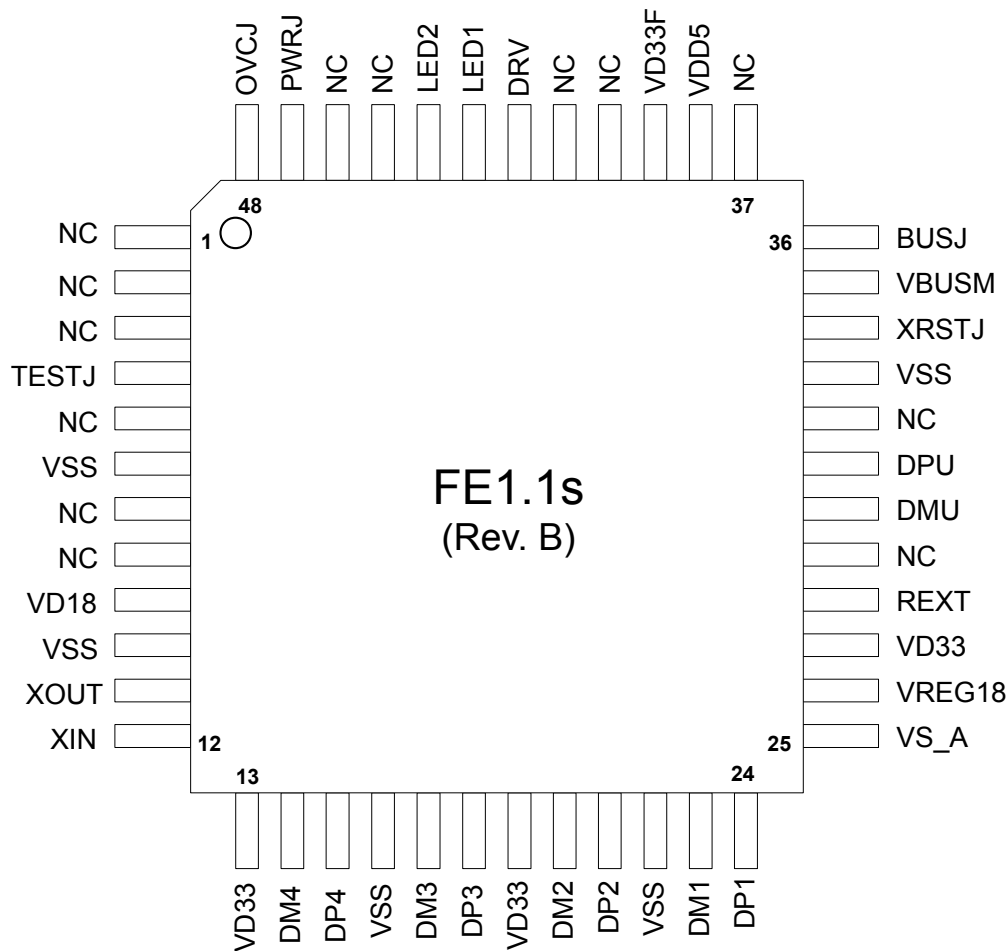 OVCJ
PWRJ
NC
NC
LED2
LED1
DRV
NC
NC
VD33F
VDD5
NC
48
37
NC
1
36
BUSJ
NC
VBUSM
NC
XRSTJ
TESTJ
VSS
NC
NC
VSS
DPU
FE1.1s
NC
DMU
(Rev. B)
NC
NC
VD18
REXT
VSS
VD33
XOUT
VREG18
XIN
12
25
VS_A
13
24
VD33
DM4
DP4
VSS
DM3
DP3
VD33
DM2
DP2
VSS
DM1
DP1